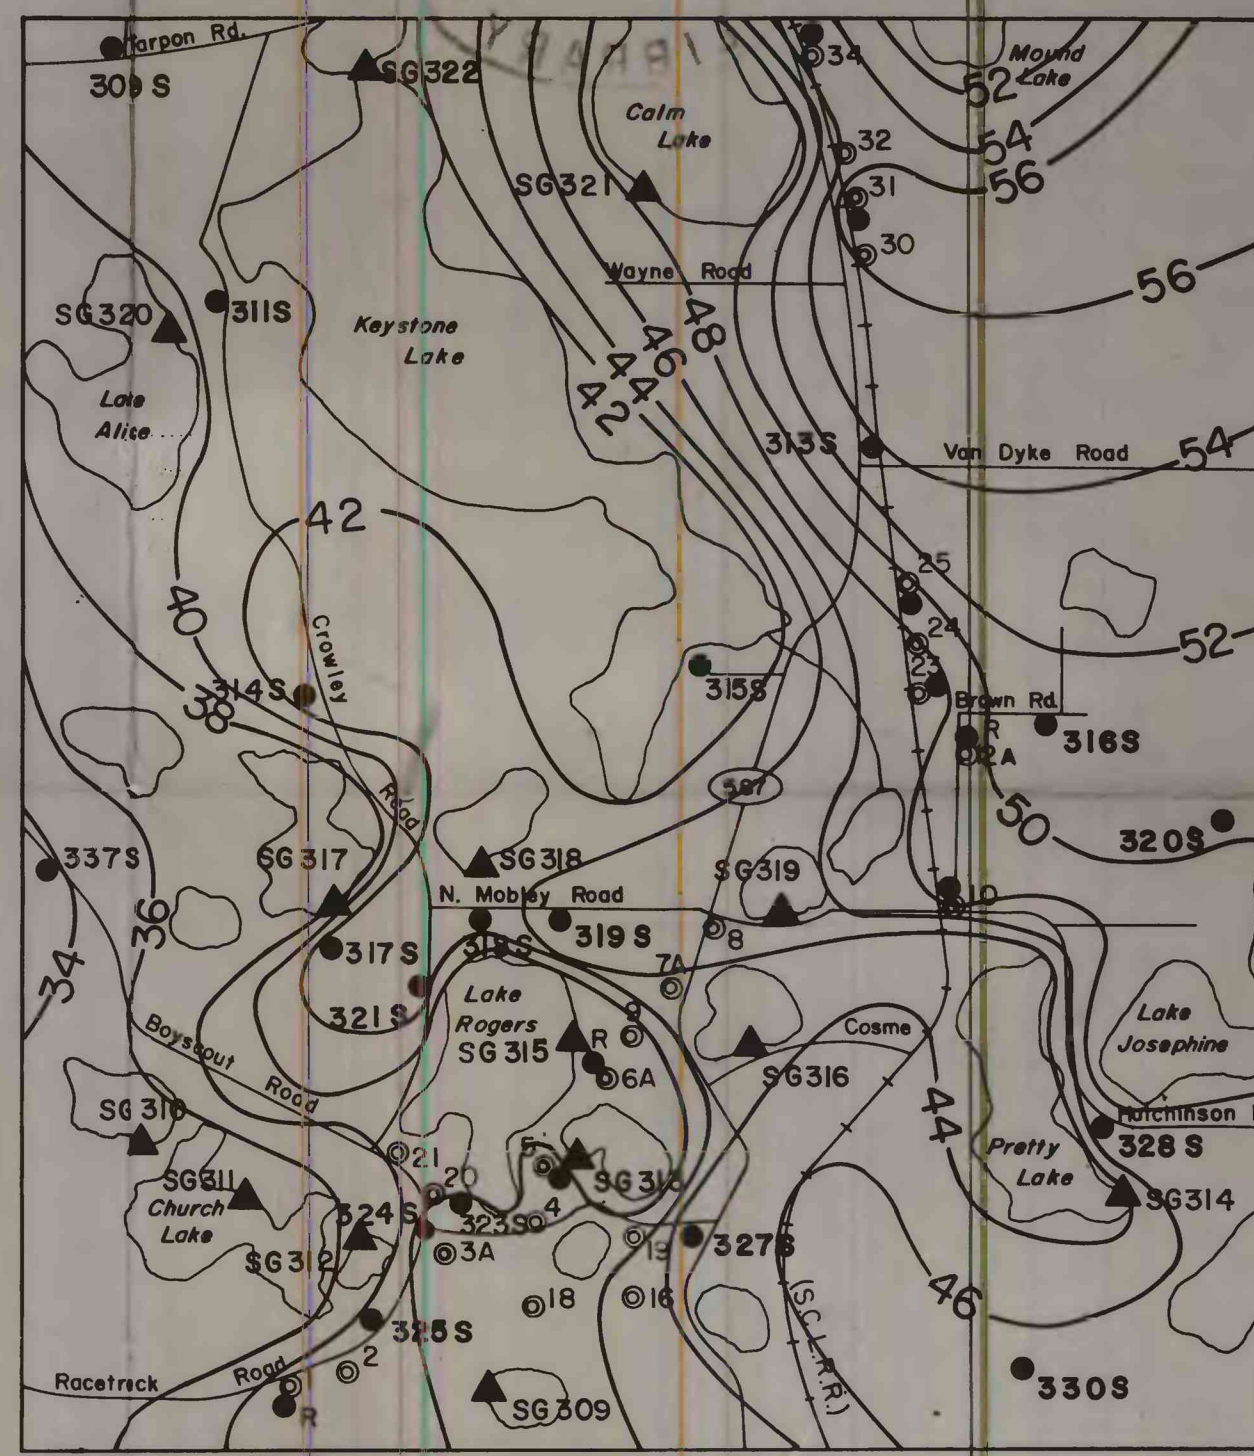 Tarpon Rd.
309 S
SG322
LIBRARY
34
Mound
Lake
52
54
56
Calm
Lake
32
SG321
31
30
Wayne Road
56
SG320
311S
Keystone
Lake
48
46
44
42
Lake
Alice
313S
Van Dyke Road
54
42
25
40
Crowley
24
52
23
314S
38
315S
Brown Rd.
R
316S
12A
587
Road
50
320S
337S
SG317
SG318
SG319
N. Mobley Road
10
36
318S
319S
8
317S
34
7A
321S
Lake
Rogers
9
Cosme
Lake
Josephine
Boyscout
Road
SG315
R
6A
SG316
44
Hutchinson
328S
21
5
Pretty
Lake
SG311
Church
Lake
20
SG314
324S
323S
4
SG312
3A
19
327S
46
18
16
(S.C.L.R.R.)
325S
2
Racetrack Road
SG309
330S
R